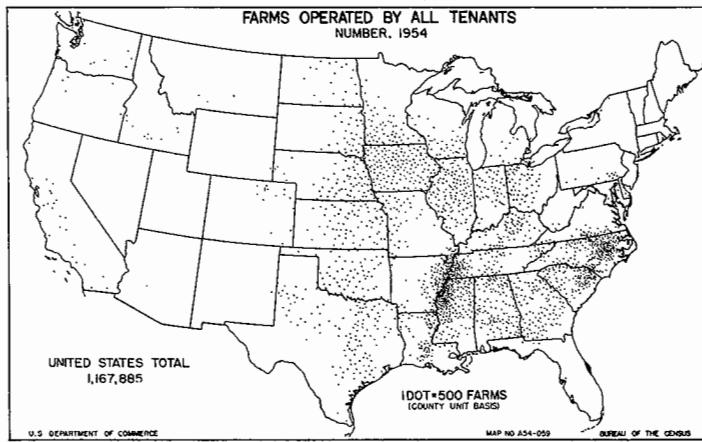 FARMS OPERATED BY ALL TENANTS
NUMBER, 1954
UNITED STATES TOTAL
1,167,885
1 DOT=500 FARMS
(COUNTY UNIT BASIS)
U.S. DEPARTMENT OF COMMERCE
MAP NO A54-059
BUREAU OF THE CENSUS